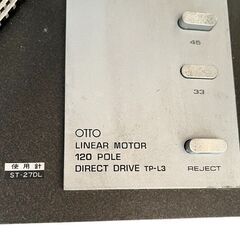 45
33
OTTO
LINEAR MOTOR
120 POLE
DIRECT DRIVE TP-L3
REJECT
使用針
ST-27DL